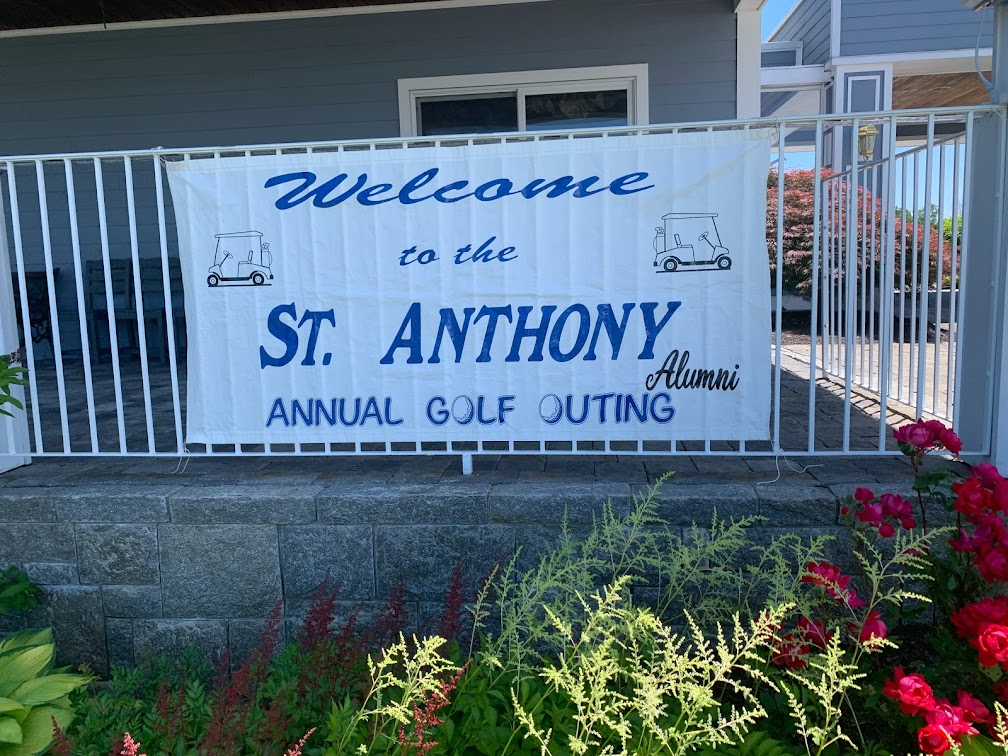 Welcome
to the
ST. ANTHONY
Alumni
ANNUAL GOLF OUTING